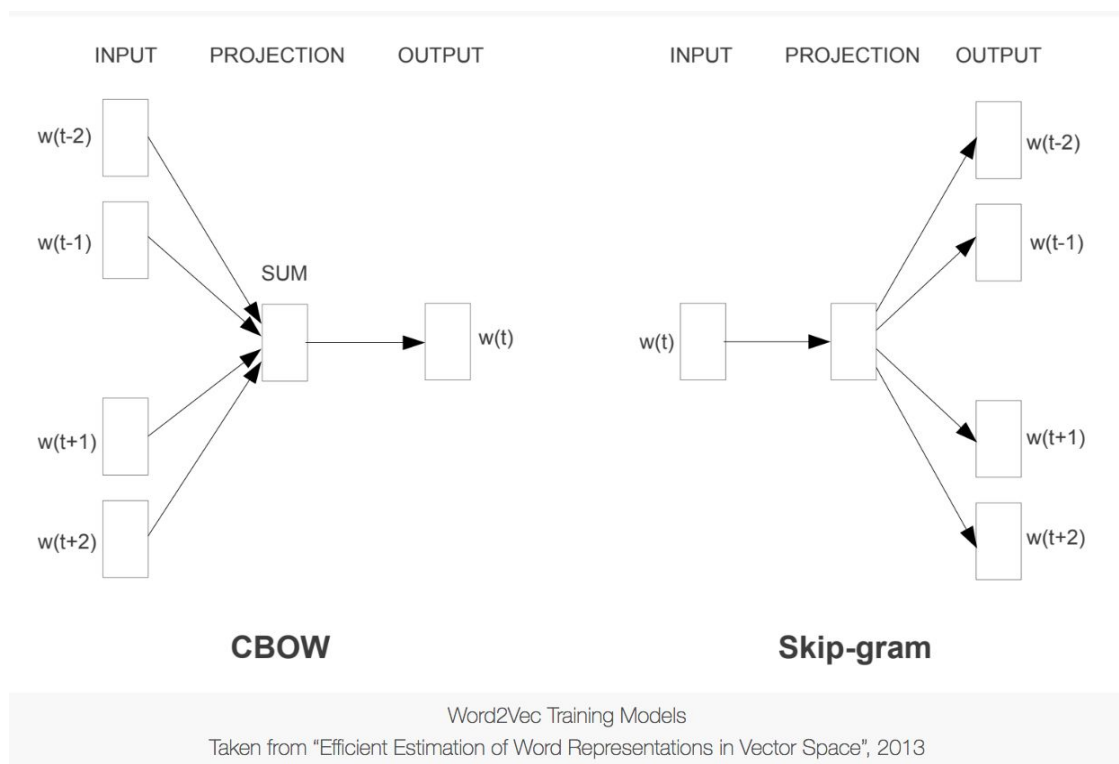 INPUT PROJECTION OUTPUT INPUT PROJECTION OUTPUT
w(t-2) w(t-2)
w(t-1) w(t-1)
SUM
w(t) w(t)
w(t+1) w(t+1)
w(t+2) w(t+2)
CBOW Skip-gram
Word2Vec Training Models
Taken from “Efficient Estimation of Word Representations in Vector Space”, 2013